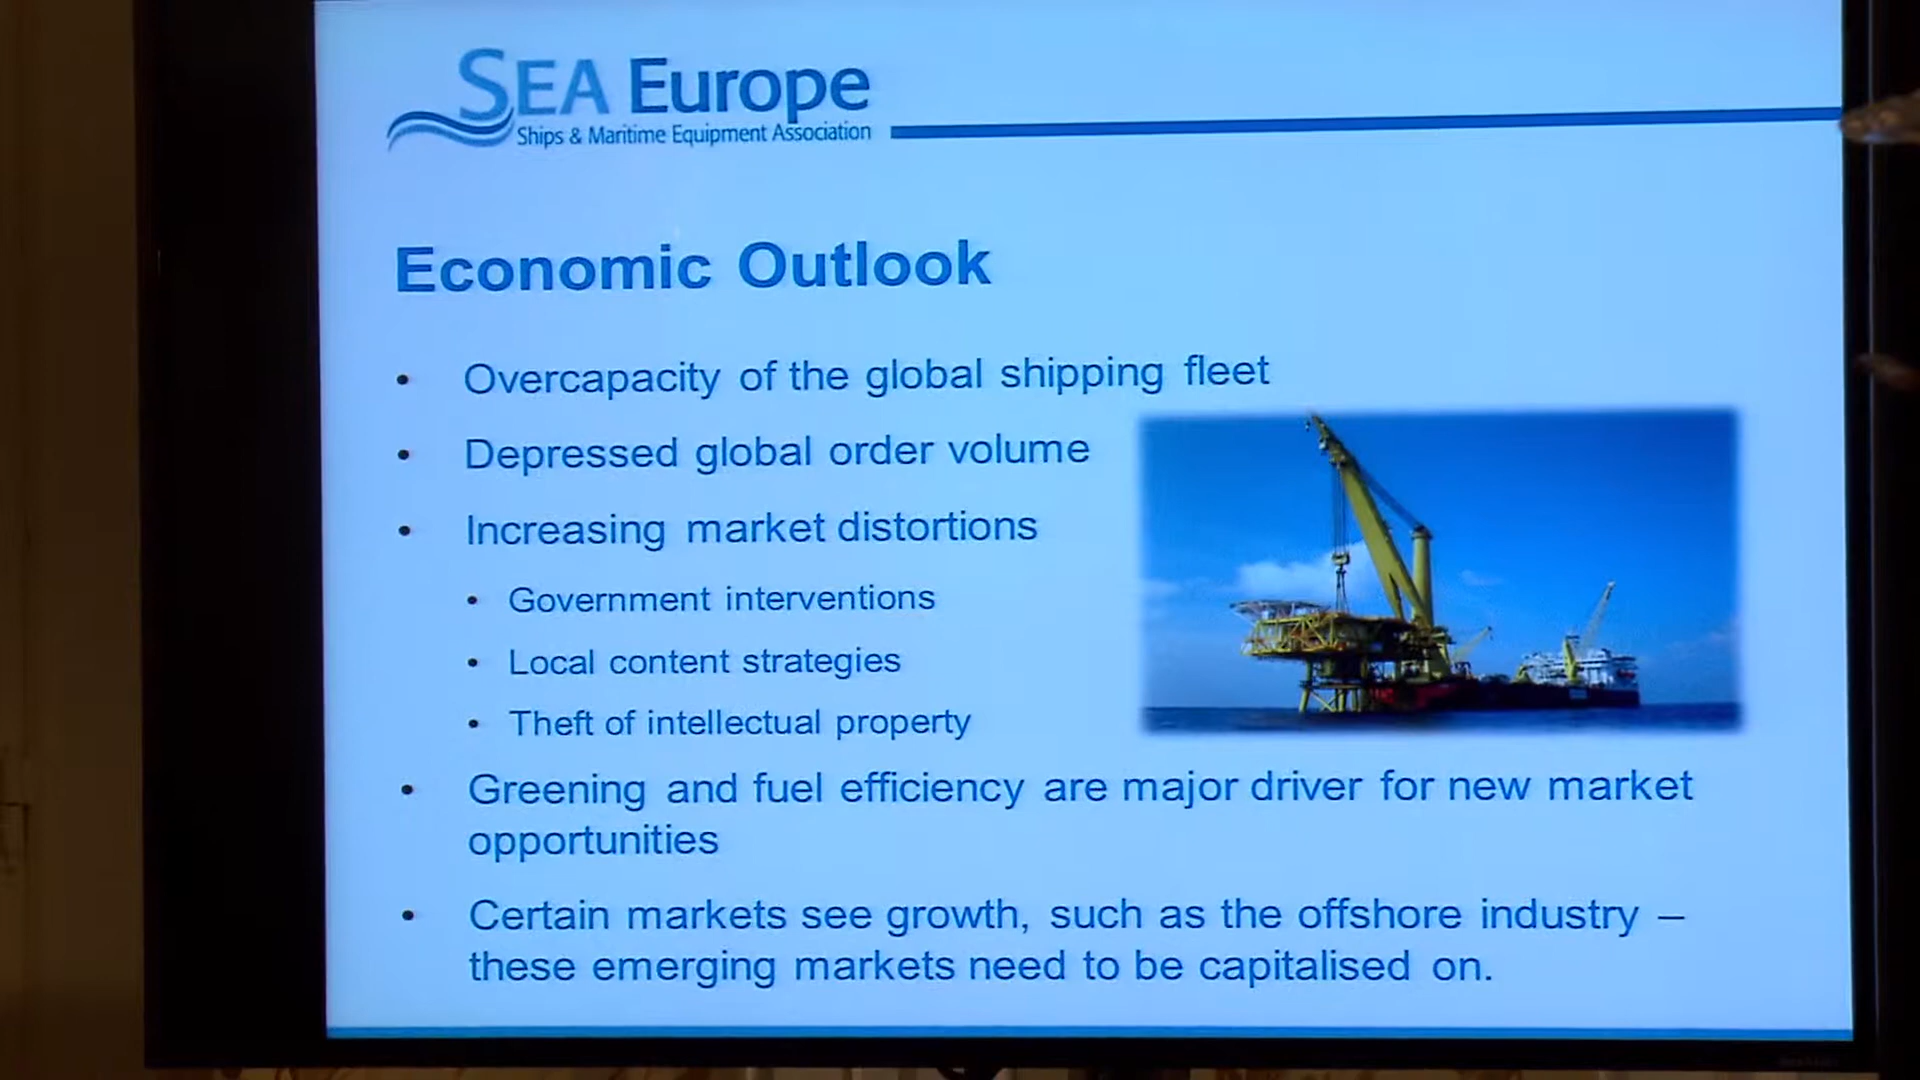 SEA Europe
Ships & Maritime Equipment Association
Economic Outlook
• Overcapacity of the global shipping fleet
• Depressed global order volume
• Increasing market distortions
• Government interventions
• Local content strategies
• Theft of intellectual property
• Greening and fuel efficiency are major driver for new market
opportunities
• Certain markets see growth, such as the offshore industry –
these emerging markets need to be capitalised on.